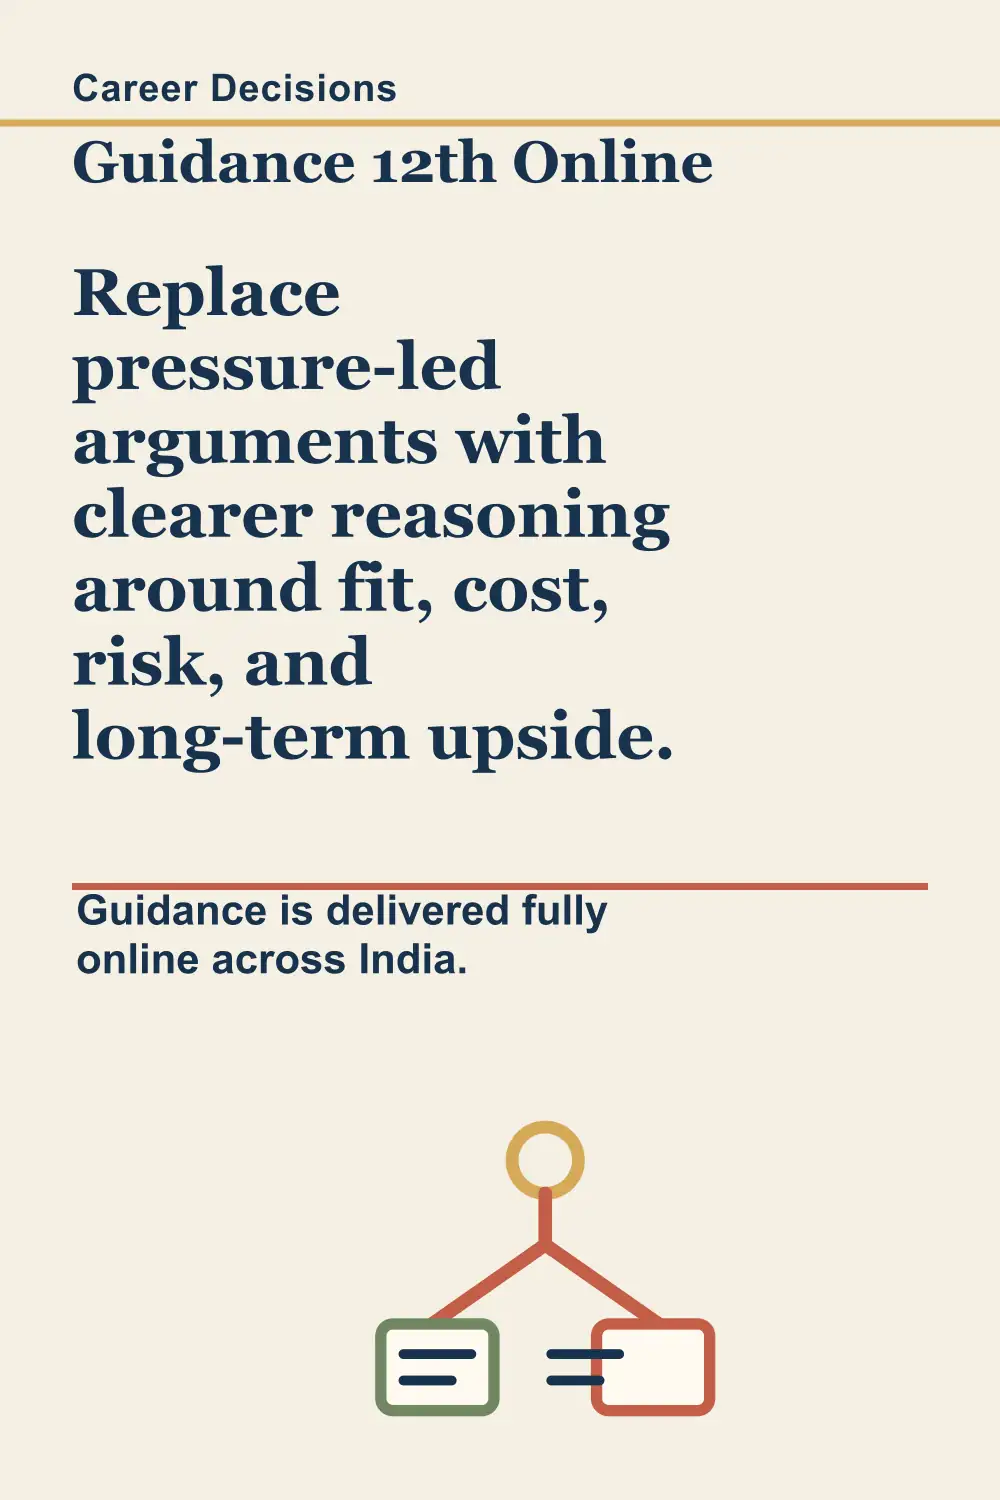 Career Decisions
Guidance 12th Online
Replace
pressure-led
arguments with
clearer reasoning
around fit, cost,
risk, and
long-term upside.
Guidance is delivered fully
online across India.